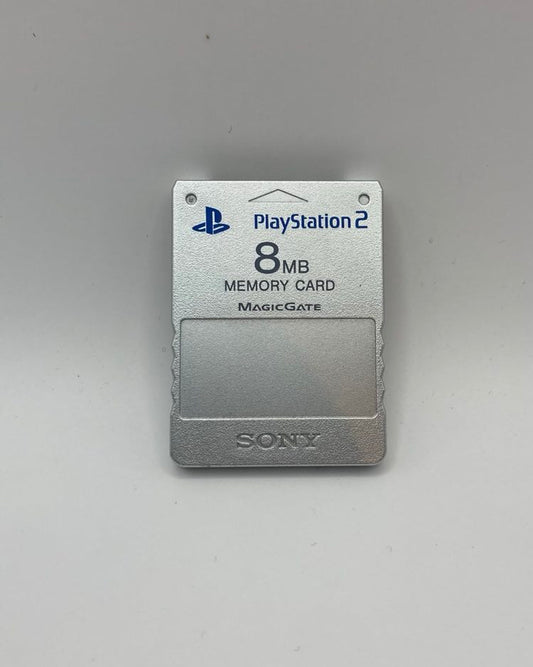 PlayStation 2
8MB
MEMORY CARD
MAGICGATE
SONY